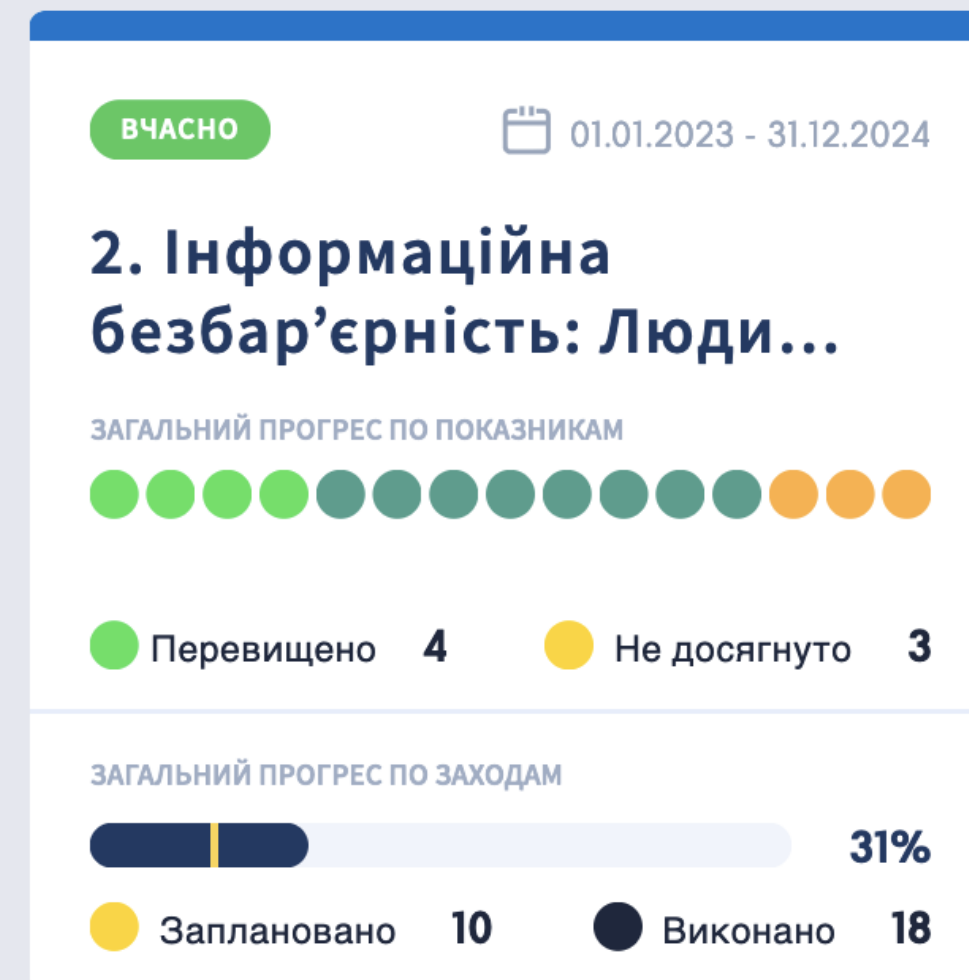 ВЧАСНО
01.01.2023 - 31.12.2024
2. Інформаційна
безбар’єрність: Люди...
ЗАГАЛЬНИЙ ПРОГРЕС ПО ПОКАЗНИКАМ
Перевищено 4
Не досягнуто 3
ЗАГАЛЬНИЙ ПРОГРЕС ПО ЗАХОДАМ
31%
Заплановано 10
Виконано 18